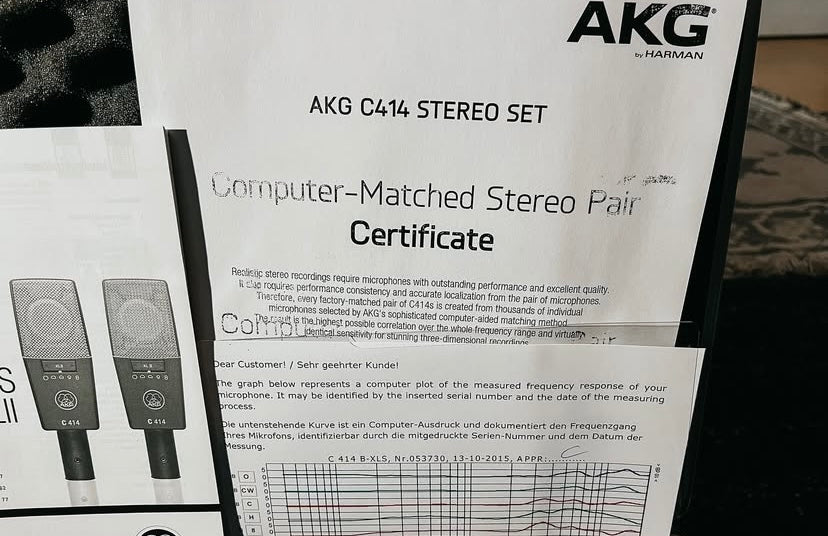 AKG®
by HARMAN
AKG C414 STEREO SET
Computer-Matched Stereo Pair
Certificate
Realistic stereo recordings require microphones with outstanding performance and excellent quality.
It also requires performance consistency and accurate localization from the pair of microphones.
Therefore, every factory-matched pair of C414s is created from thousands of individual
microphones selected by AKG's sophisticated computer-aided matching method
The result is the highest possible correlation over the whole frequency range and virtually
identical sensitivity for stunning three-dimensional recordings
Dear Customer! / Sehr geehrter Kunde!
The graph below represents a computer plot of the measured frequency response of your
microphone. It may be identified by the inserted serial number and the date of the measuring
process.
Die untenstehende Kurve ist ein Computer-Ausdruck und dokumentiert den Frequenzgang
Ihres Mikrofons, identifizierbar durch die mitgedruckte Serien-Nummer und dem Datum der
Messung.
C 414 B-XLS, Nr.053730, 13-10-2015, APPR:
O
CW
C
H
8
AKG AKG
C 414 C 414